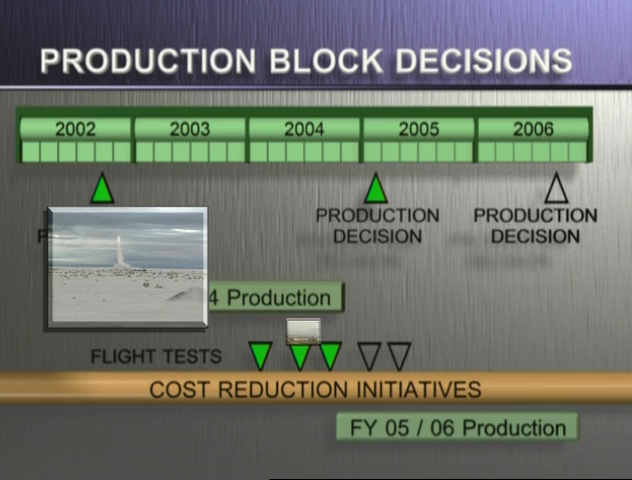 PRODUCTION BLOCK DECISIONS
2002 2003 2004 2005 2006
PRODUCTION PRODUCTION
DECISION DECISION
4 Production
FLIGHT TESTS
COST REDUCTION INITIATIVES
FY 05 / 06 Production